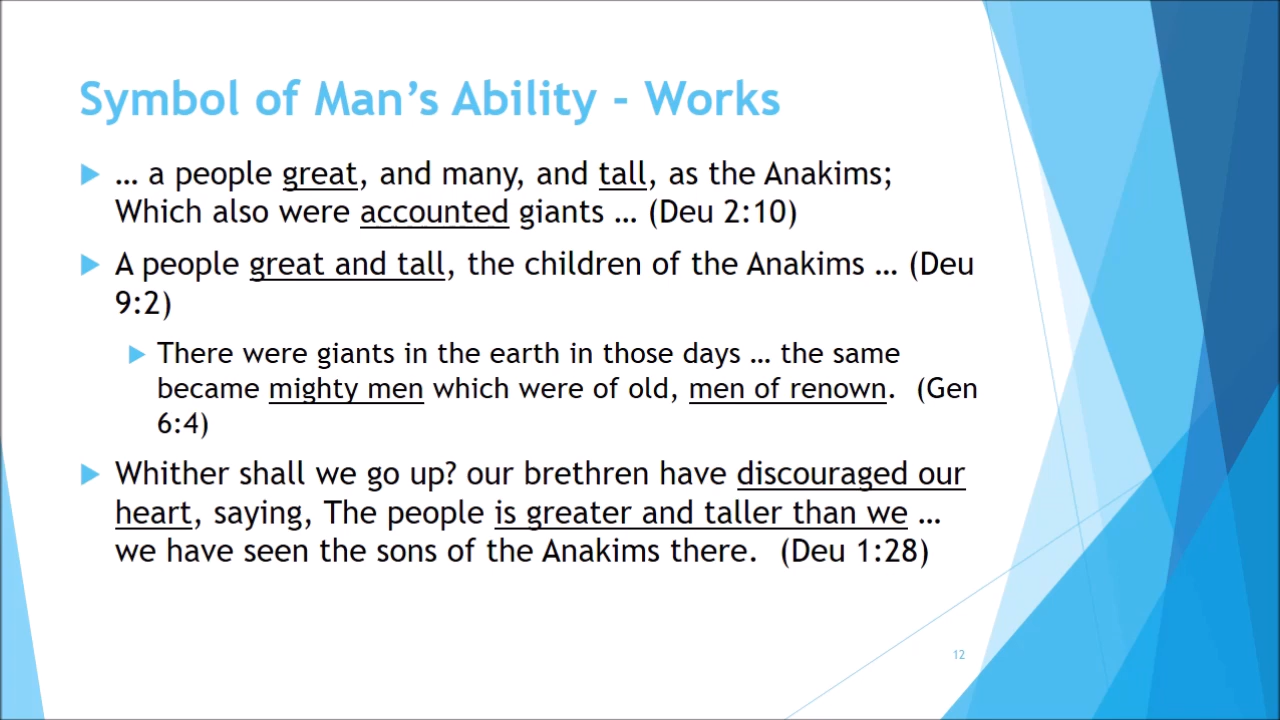 Symbol of Man’s Ability - Works
… a people great, and many, and tall, as the Anakims;
Which also were accounted giants … (Deu 2:10)
A people great and tall, the children of the Anakims … (Deu
9:2)
There were giants in the earth in those days … the same
became mighty men which were of old, men of renown.  (Gen
6:4)
Whither shall we go up? our brethren have discouraged our
heart, saying, The people is greater and taller than we …
we have seen the sons of the Anakims there.  (Deu 1:28)
12